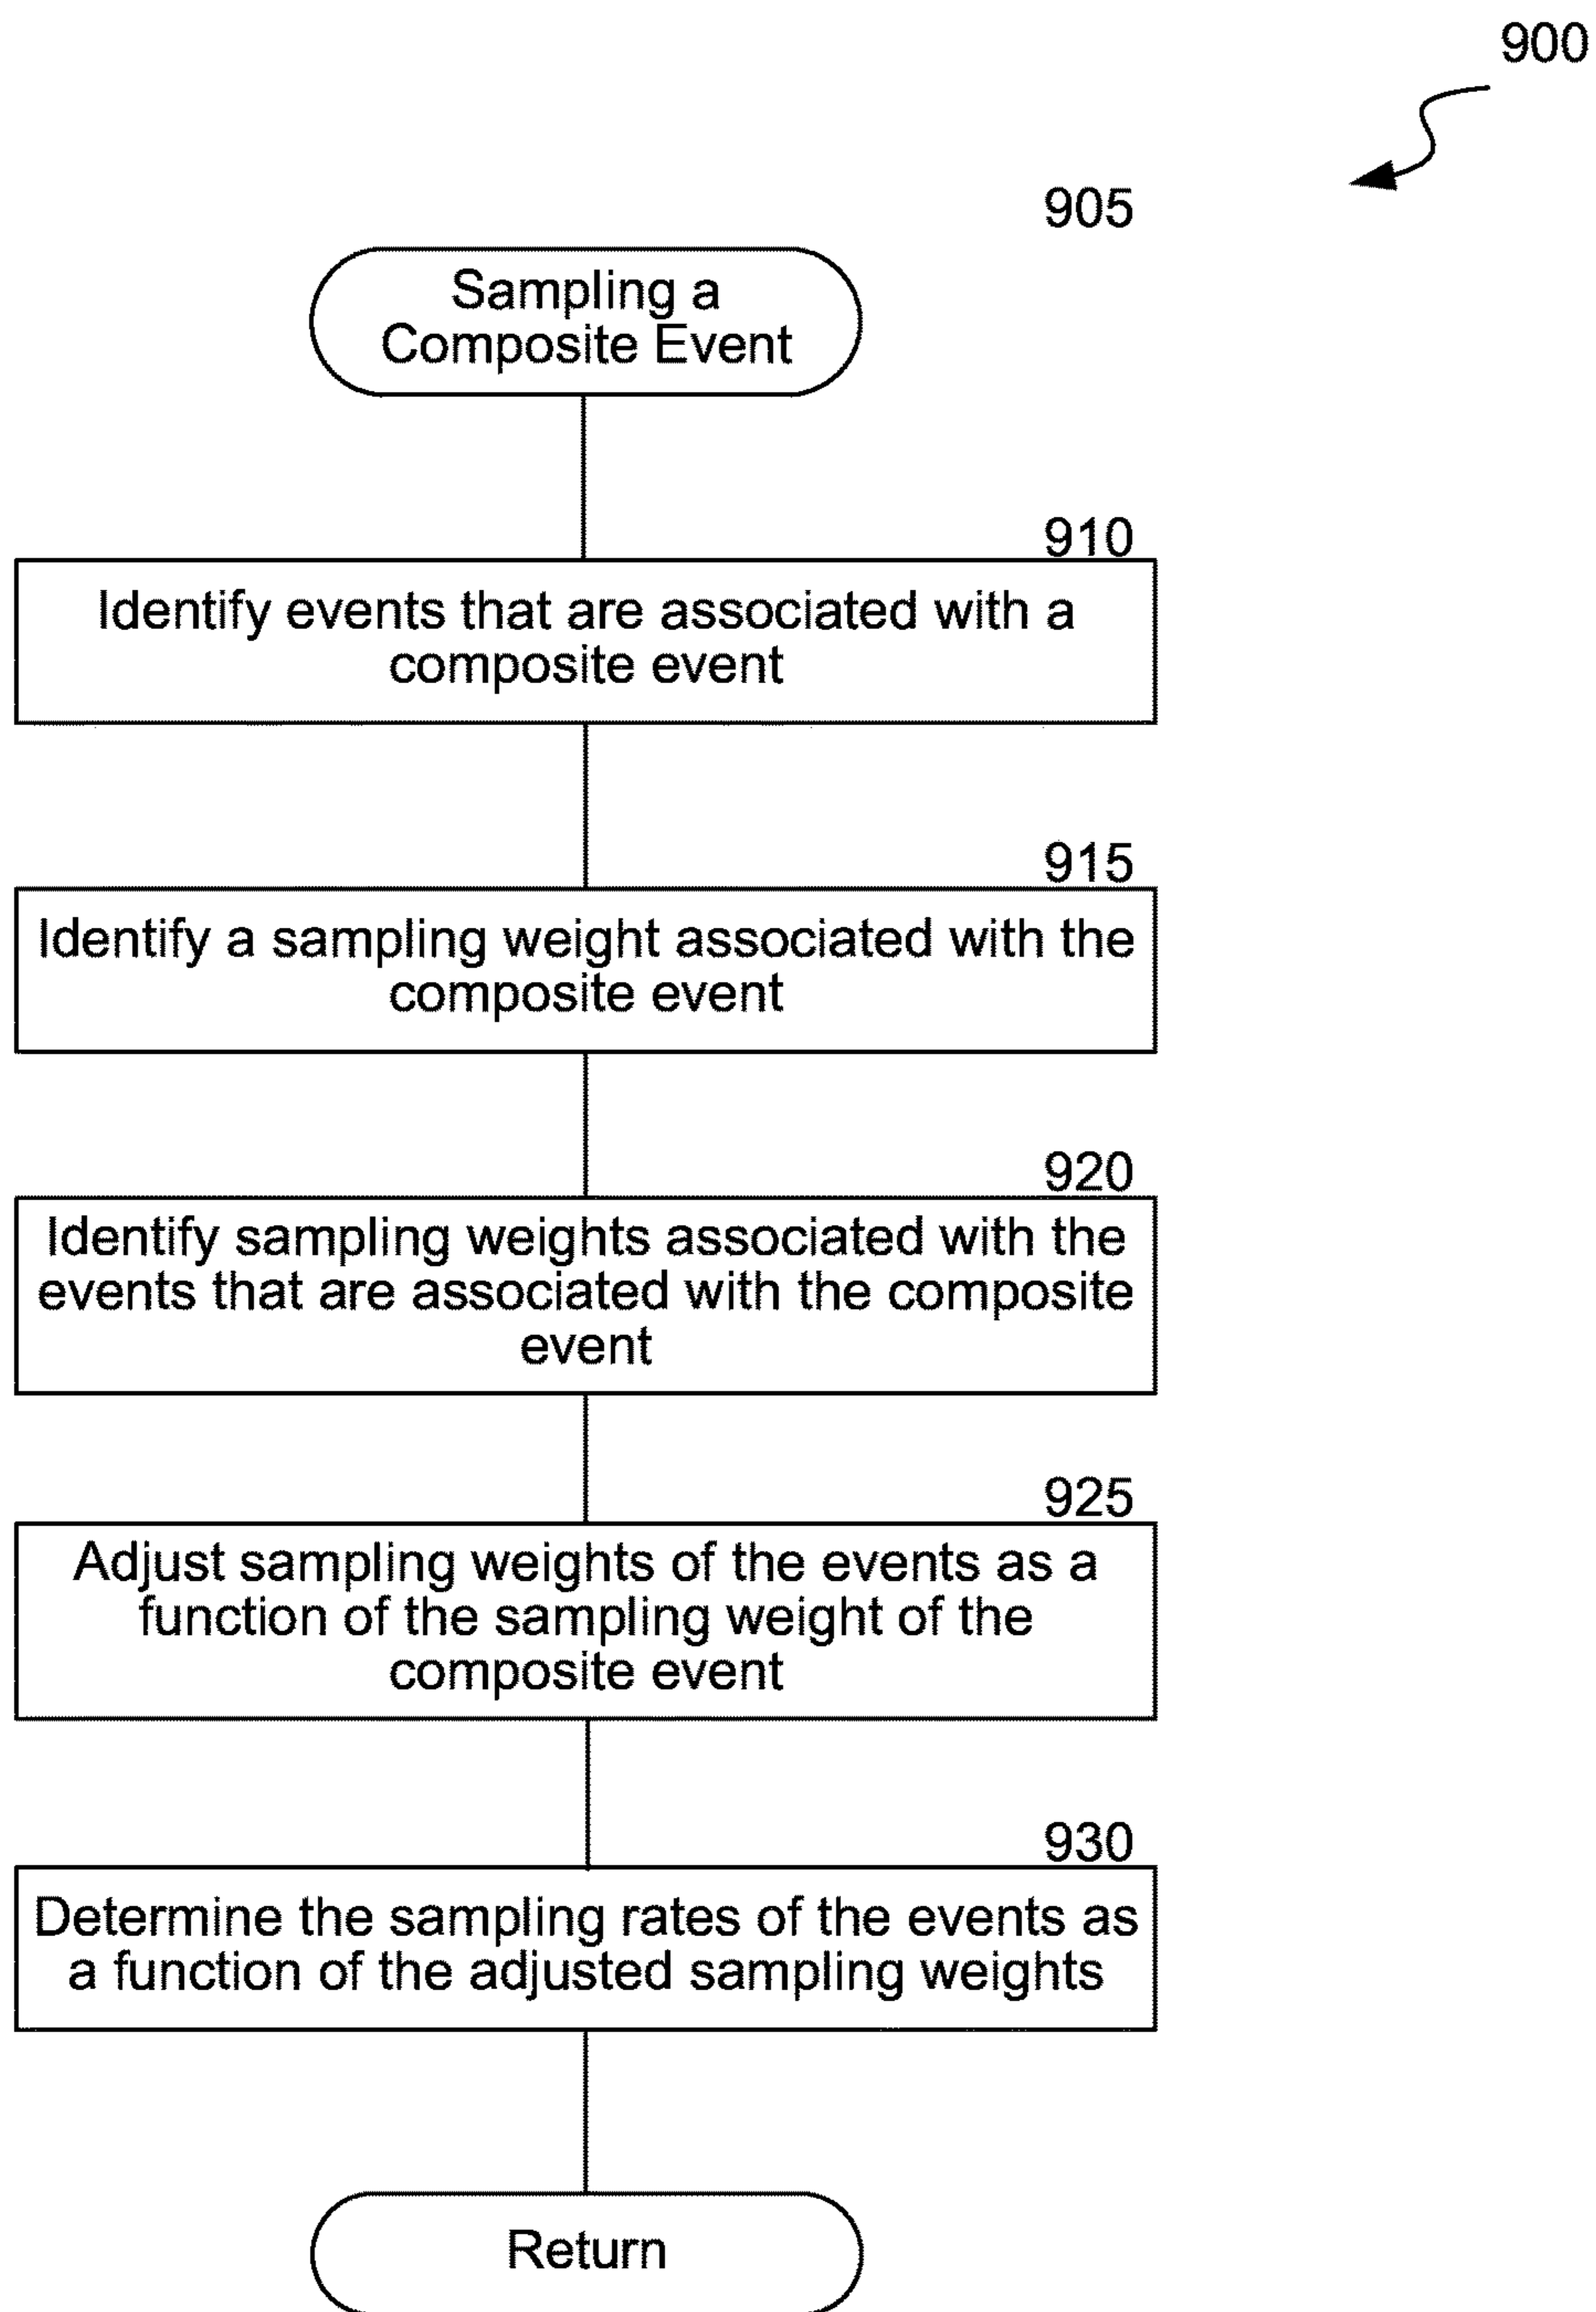 900
905
Sampling a
Composite Event
910
Identify events that are associated with a
composite event
915
Identify a sampling weight associated with the
composite event
920
Identify sampling weights associated with the
events that are associated with the composite
event
925
Adjust sampling weights of the events as a
function of the sampling weight of the
composite event
930
Determine the sampling rates of the events as
a function of the adjusted sampling weights
Return